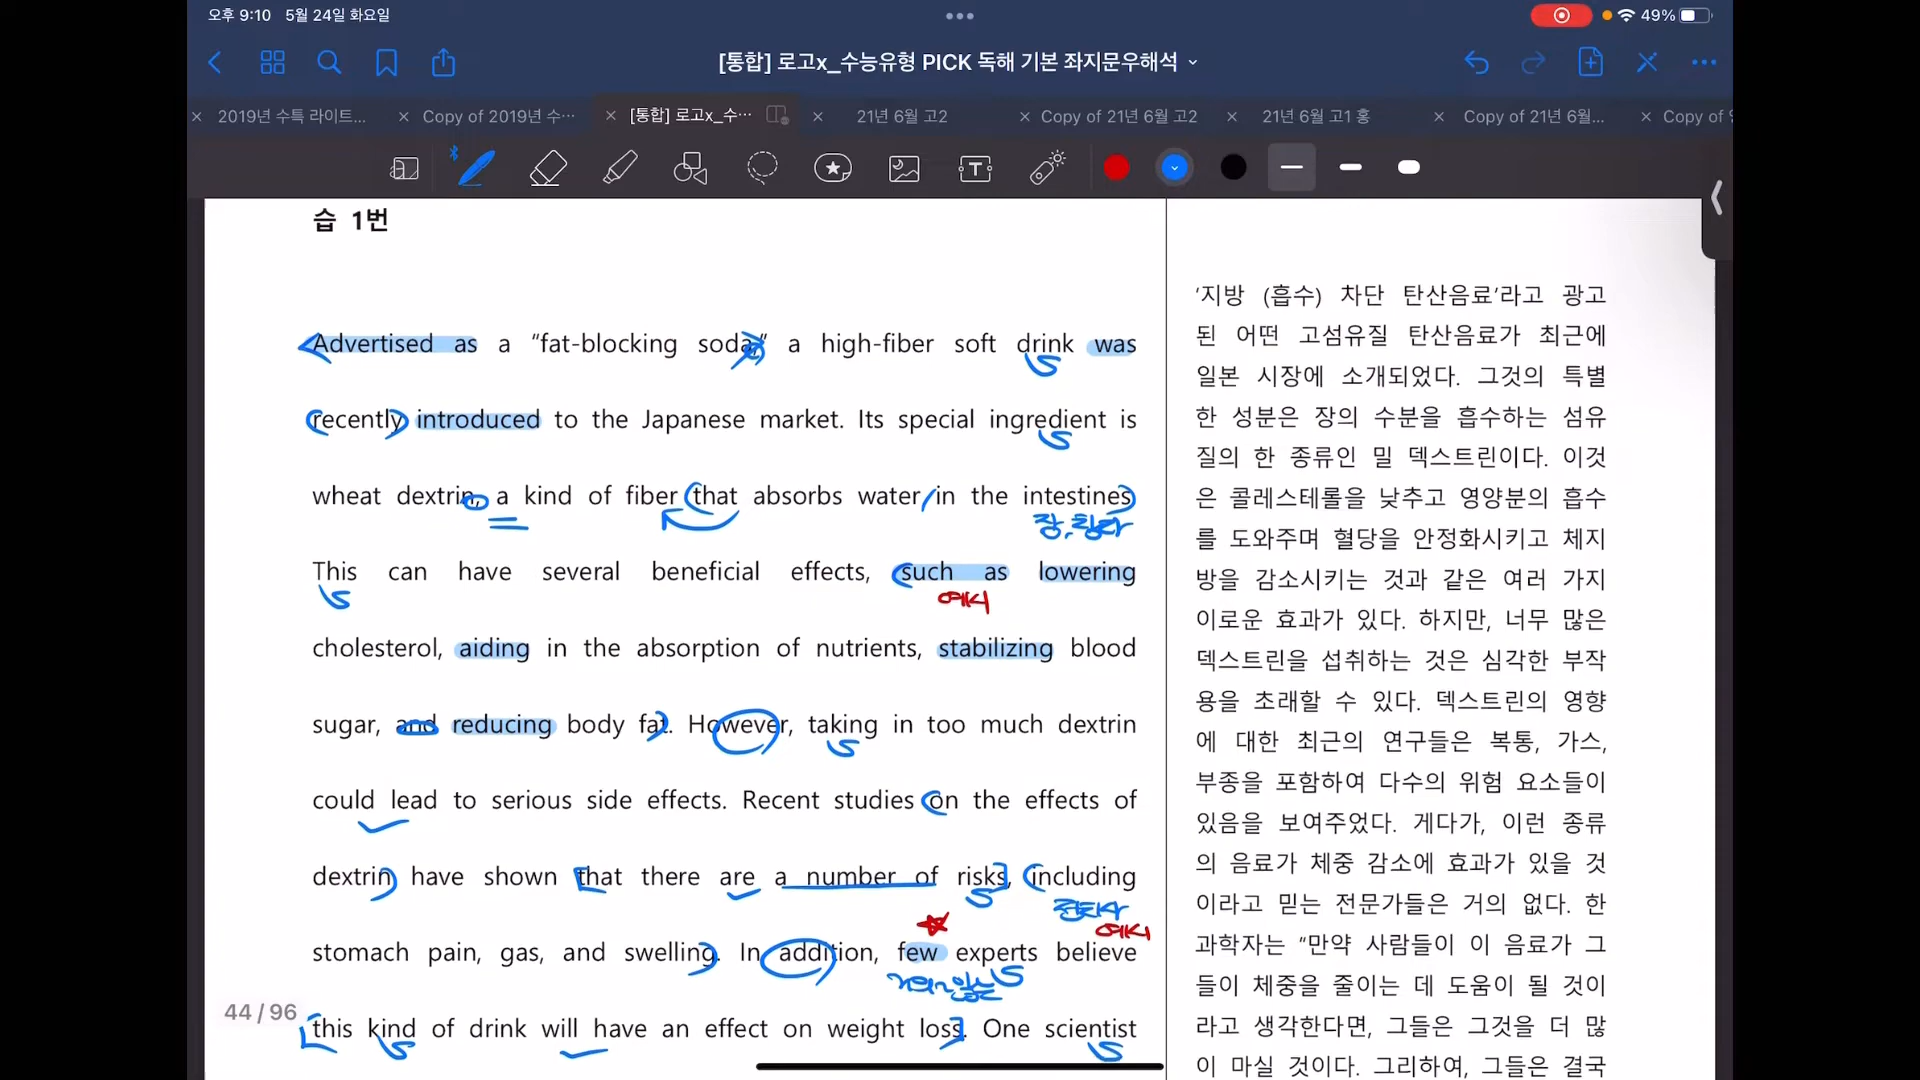 오후 9:10 5월 24일 화요일
49%
[통합] 로고x_수능유형 PICK 독해 기본 좌지문우해석
2019년 수특 라이트...
Copy of 2019년 수...
[통합] 로고x_수...
21년 6월 고2
Copy of 21년 6월 고2
21년 6월 고1 홍
Copy of 21년 6월...
Copy of
습 1번
Advertised as a “fat-blocking soda,” a high-fiber soft drink was
recently introduced to the Japanese market. Its special ingredient is
wheat dextrin, a kind of fiber that absorbs water in the intestines
장, 창자
This can have several beneficial effects, such as lowering
예시
cholesterol, aiding in the absorption of nutrients, stabilizing blood
sugar, and reducing body fat. However, taking in too much dextrin
could lead to serious side effects. Recent studies on the effects of
dextrin have shown that there are a number of risks, including
전치사
예시
stomach pain, gas, and swelling. In addition, few experts believe
거의 없는
this kind of drink will have an effect on weight loss. One scientist
44 / 96
‘지방 (흡수) 차단 탄산음료’라고 광고
된 어떤 고섬유질 탄산음료가 최근에
일본 시장에 소개되었다. 그것의 특별
한 성분은 장의 수분을 흡수하는 섬유
질의 한 종류인 밀 덱스트린이다. 이것
은 콜레스테롤을 낮추고 영양분의 흡수
를 도와주며 혈당을 안정화시키고 체지
방을 감소시키는 것과 같은 여러 가지
이로운 효과가 있다. 하지만, 너무 많은
덱스트린을 섭취하는 것은 심각한 부작
용을 초래할 수 있다. 덱스트린의 영향
에 대한 최근의 연구들은 복통, 가스,
부종을 포함하여 다수의 위험 요소들이
있음을 보여주었다. 게다가, 이런 종류
의 음료가 체중 감소에 효과가 있을 것
이라고 믿는 전문가들은 거의 없다. 한
과학자는 “만약 사람들이 이 음료가 그
들이 체중을 줄이는 데 도움이 될 것이
라고 생각한다면, 그들은 그것을 더 많
이 마실 것이다. 그리하여, 그들은 결국